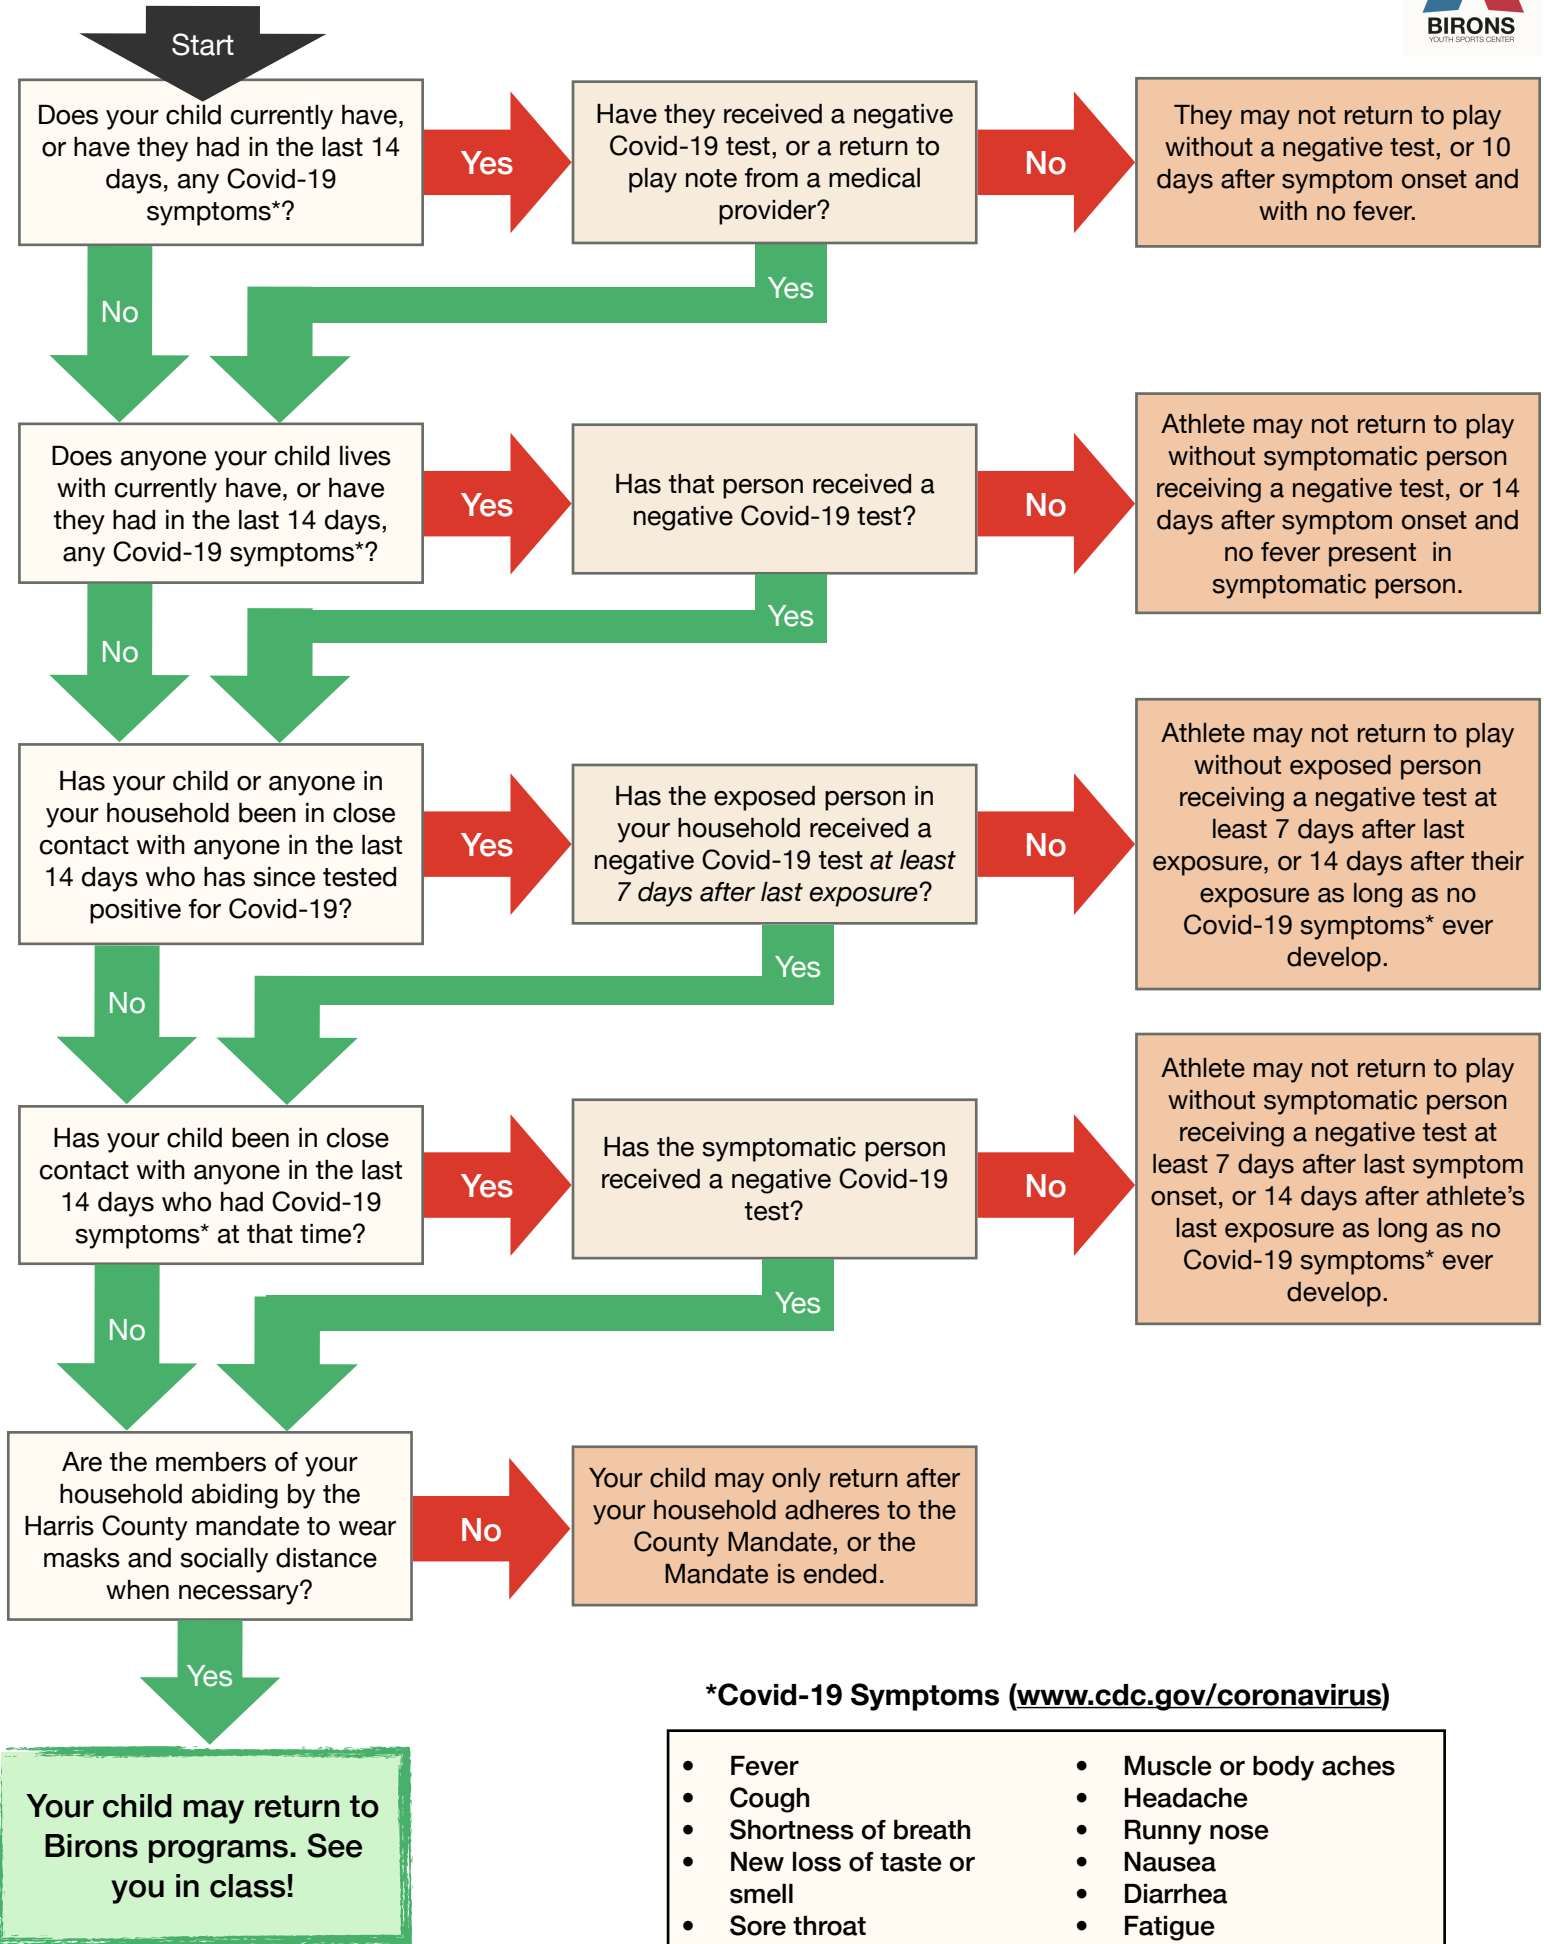 BIRONS
YOUTH SPORTS CENTER
Start
Does your child currently have,
or have they had in the last 14
days, any Covid-19
symptoms*?
Yes
Have they received a negative
Covid-19 test, or a return to
play note from a medical
provider?
No
They may not return to play
without a negative test, or 10
days after symptom onset and
with no fever.
No
Yes
Does anyone your child lives
with currently have, or have
they had in the last 14 days,
any Covid-19 symptoms*?
Yes
Has that person received a
negative Covid-19 test?
No
Athlete may not return to play
without symptomatic person
receiving a negative test, or 14
days after symptom onset and
no fever present in
symptomatic person.
No
Yes
Has your child or anyone in
your household been in close
contact with anyone in the last
14 days who has since tested
positive for Covid-19?
Yes
Has the exposed person in
your household received a
negative Covid-19 test at least
7 days after last exposure?
No
Athlete may not return to play
without exposed person
receiving a negative test at
least 7 days after last
exposure, or 14 days after their
exposure as long as no
Covid-19 symptoms* ever
develop.
No
Yes
Has your child been in close
contact with anyone in the last
14 days who had Covid-19
symptoms* at that time?
Yes
Has the symptomatic person
received a negative Covid-19
test?
No
Athlete may not return to play
without symptomatic person
receiving a negative test at
least 7 days after last symptom
onset, or 14 days after athlete’s
last exposure as long as no
Covid-19 symptoms* ever
develop.
No
Yes
Are the members of your
household abiding by the
Harris County mandate to wear
masks and socially distance
when necessary?
No
Your child may only return after
your household adheres to the
County Mandate, or the
Mandate is ended.
Yes
Your child may return to
Birons programs. See
you in class!
*Covid-19 Symptoms (www.cdc.gov/coronavirus)
• Fever
• Cough
• Shortness of breath
• New loss of taste or
smell
• Sore throat
• Muscle or body aches
• Headache
• Runny nose
• Nausea
• Diarrhea
• Fatigue